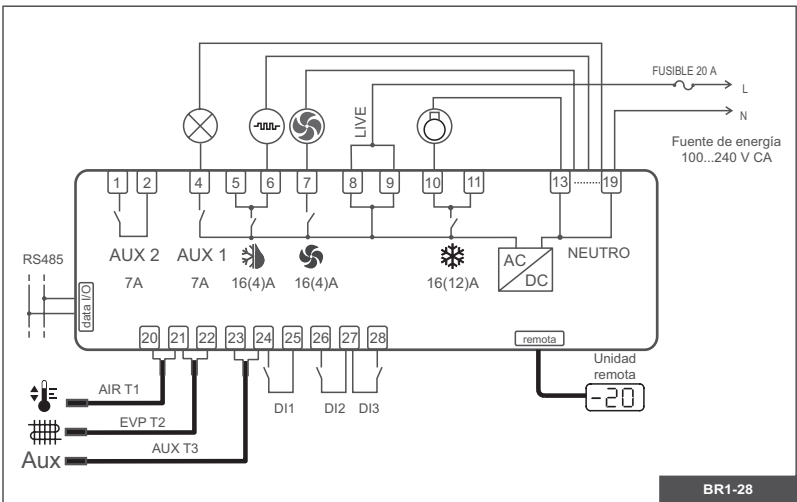 FUSIBLE 20 A
L
N
LIVE
Fuente de energía
100...240 V CA
1 2 4 5 6 7 8 9 10 11 13 19
AUX 2
7A
AUX 1
7A
16(4)A
16(4)A
16(12)A
AC
DC
NEUTRO
RS485
data I/O
20 21 22 23 24 25 26 27 28
remota
Unidad
remota
-20
AIR T1
DI1
DI2
DI3
EVP T2
AUX T3
Aux
BR1-28